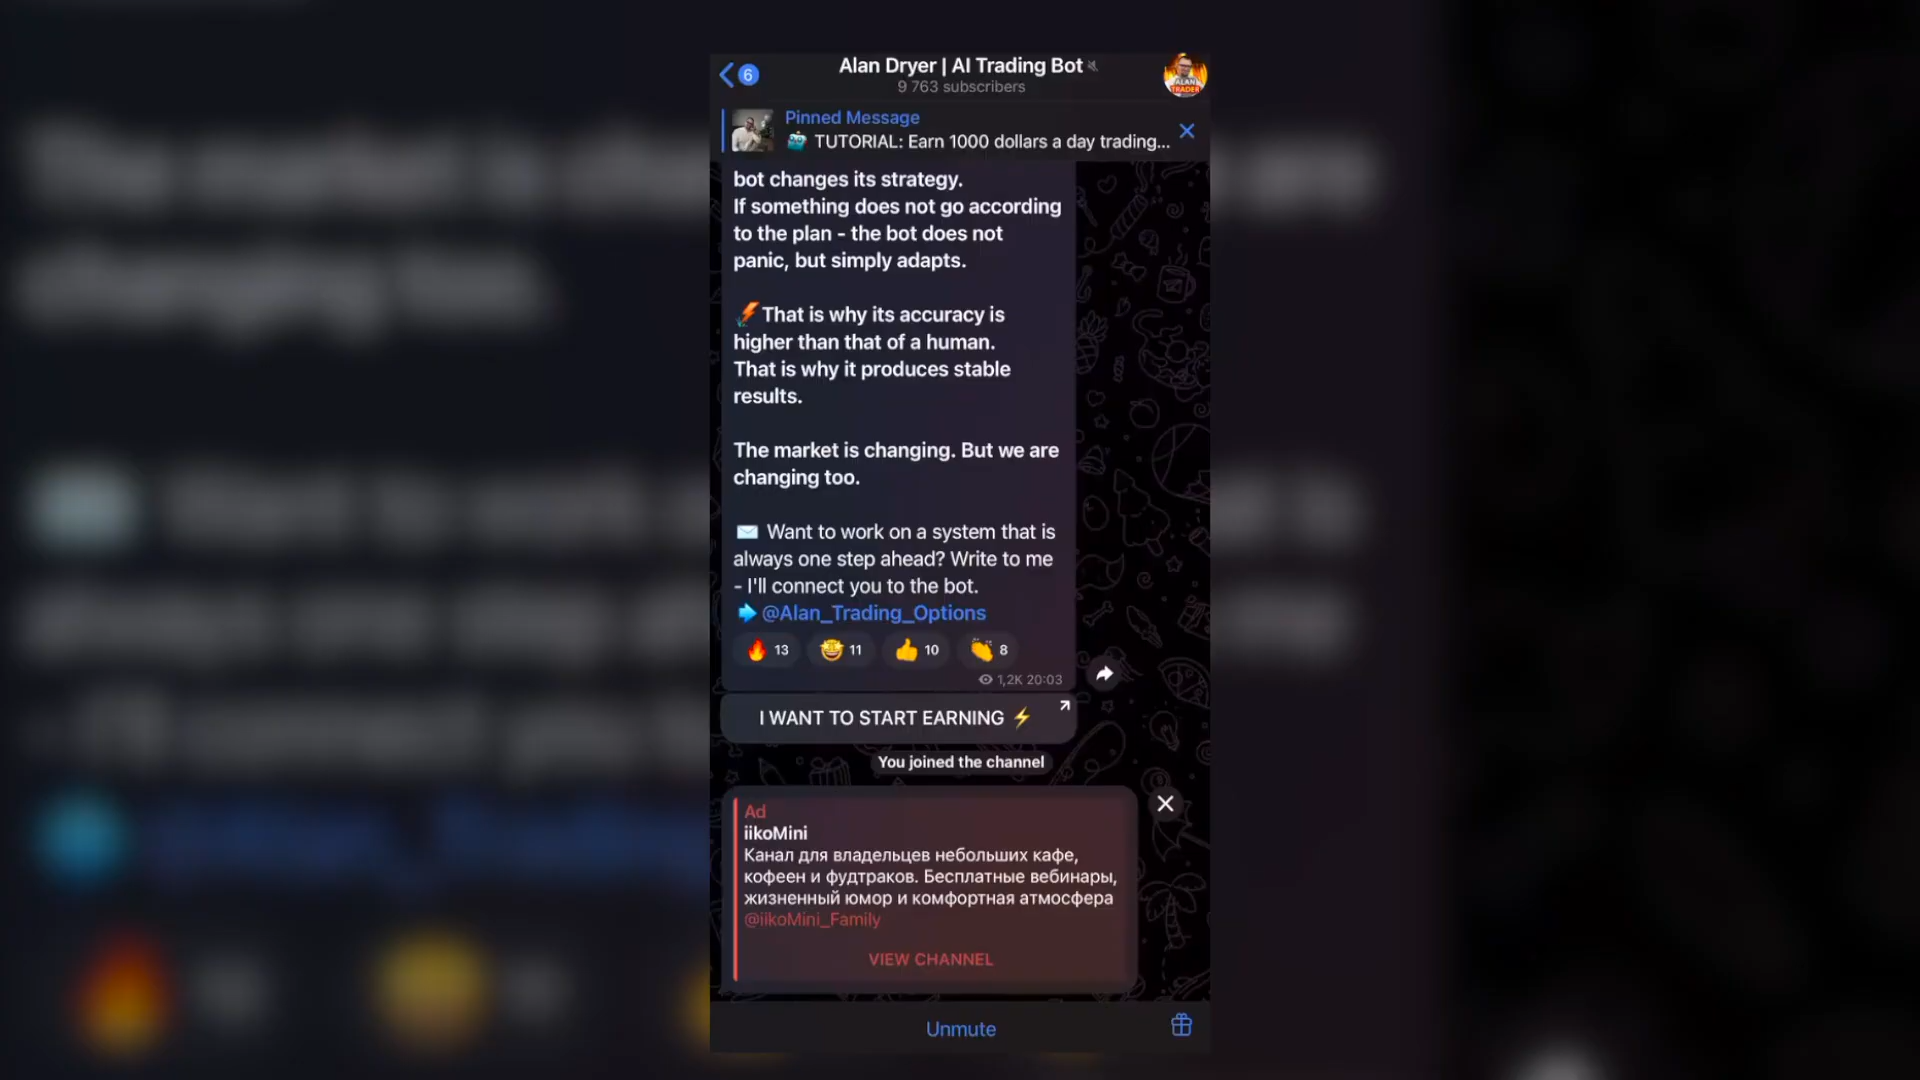 6
Alan Dryer | AI Trading Bot
9 763 subscribers
ALAN
TRADER
Pinned Message
TUTORIAL: Earn 1000 dollars a day trading...
bot changes its strategy.
If something does not go according
to the plan - the bot does not
panic, but simply adapts.
That is why its accuracy is
higher than that of a human.
That is why it produces stable
results.
The market is changing. But we are
changing too.
Want to work on a system that is
always one step ahead? Write to me
- I'll connect you to the bot.
@Alan_Trading_Options
13 11 10 8
1,2K 20:03
I WANT TO START EARNING
You joined the channel
Ad
iikoMini
Канал для владельцев небольших кафе,
кофеен и фудтраков. Бесплатные вебинары,
жизненный юмор и комфортная атмосфера
@iikoMini_Family
VIEW CHANNEL
Unmute